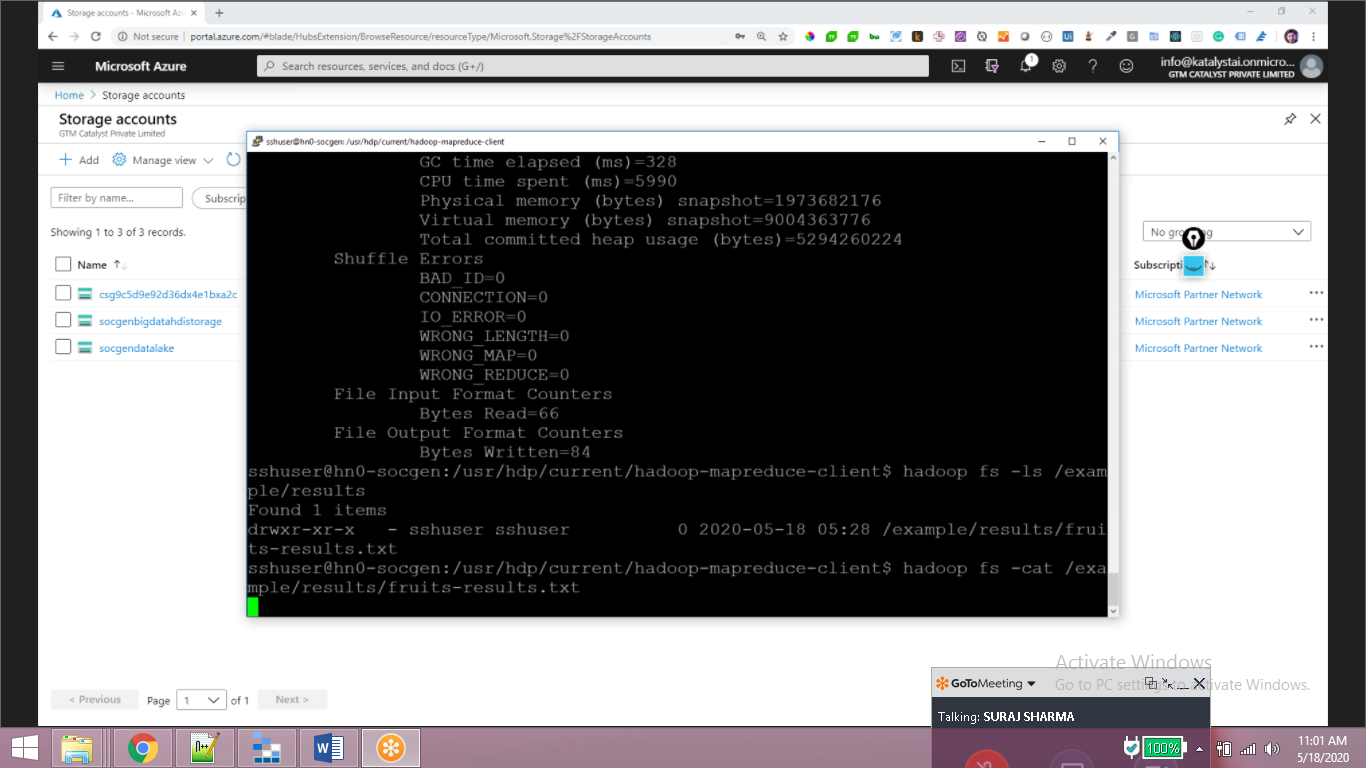 Storage accounts - Microsoft Az
Not secure | portal.azure.com/#blade/HubsExtension/BrowseResource/resourceType/Microsoft.Storage%2FStorageAccounts
Microsoft Azure
Search resources, services, and docs (G+/)
1
info@katalystai.onmicro...
GTM CATALYST PRIVATE LIMITED
Home > Storage accounts
Storage accounts
GTM Catalyst Private Limited
+ Add
Manage view
Filter by name...
Subscrip
Showing 1 to 3 of 3 records.
No gro
ng
Name
Subscripti
csg9c5d9e92d36dx4e1bxa2c
Microsoft Partner Network
socgenbigdatahdistorage
Microsoft Partner Network
socgendatalake
Microsoft Partner Network
sshuser@hn0-socgen: /usr/hdp/current/hadoop-mapreduce-client
GC time elapsed (ms)=328
CPU time spent (ms)=5990
Physical memory (bytes) snapshot=1973682176
Virtual memory (bytes) snapshot=9004363776
Total committed heap usage (bytes)=5294260224
Shuffle Errors
BAD_ID=0
CONNECTION=0
IO_ERROR=0
WRONG_LENGTH=0
WRONG_MAP=0
WRONG_REDUCE=0
File Input Format Counters
Bytes Read=66
File Output Format Counters
Bytes Written=84
sshuser@hn0-socgen:/usr/hdp/current/hadoop-mapreduce-client$ hadoop fs -ls /exam
ple/results
Found 1 items
drwxr-xr-x   - sshuser sshuser          0 2020-05-18 05:28 /example/results/frui
ts-results.txt
sshuser@hn0-socgen:/usr/hdp/current/hadoop-mapreduce-client$ hadoop fs -cat /exa
mple/results/fruits-results.txt
< Previous
Page
1
of 1
Next >
Activate Windows
Go to PC settings to activate Windows.
GoToMeeting
Talking: SURAJ SHARMA
100%
11:01 AM
5/18/2020